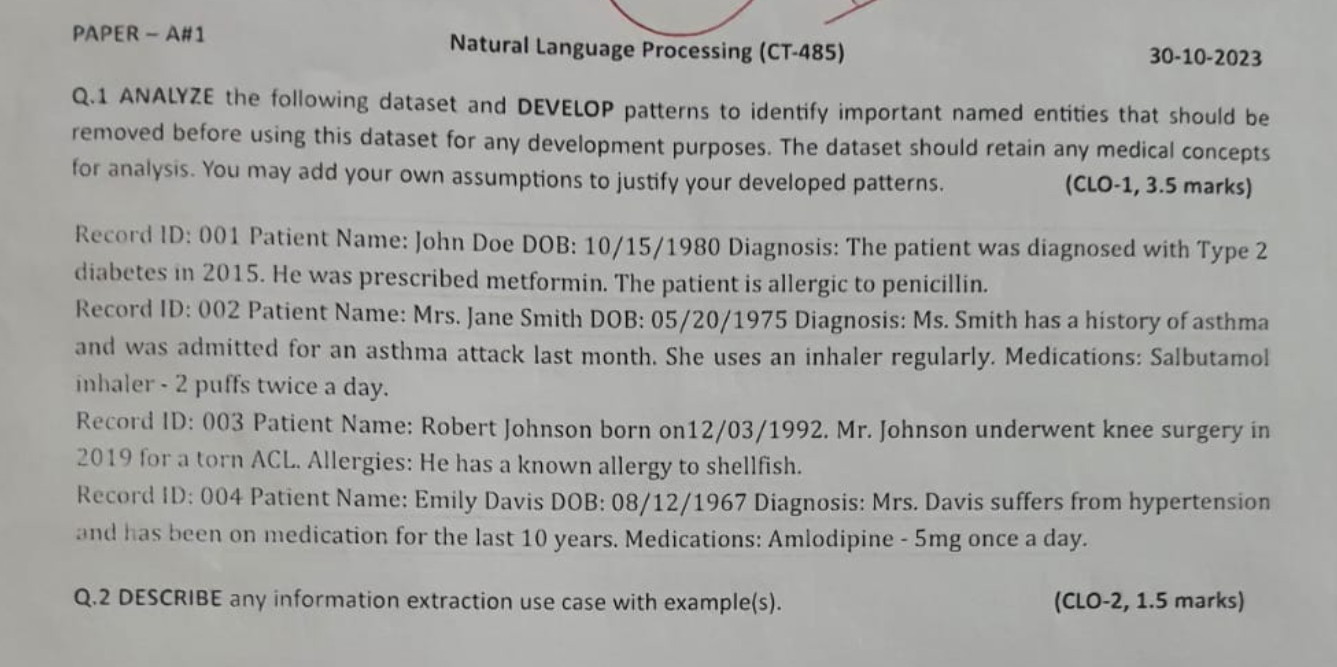 PAPER – A#1
Natural Language Processing (CT-485)
30-10-2023
Q.1 ANALYZE the following dataset and DEVELOP patterns to identify important named entities that should be
removed before using this dataset for any development purposes. The dataset should retain any medical concepts
for analysis. You may add your own assumptions to justify your developed patterns. (CLO-1, 3.5 marks)
Record ID: 001 Patient Name: John Doe DOB: 10/15/1980 Diagnosis: The patient was diagnosed with Type 2
diabetes in 2015. He was prescribed metformin. The patient is allergic to penicillin.
Record ID: 002 Patient Name: Mrs. Jane Smith DOB: 05/20/1975 Diagnosis: Ms. Smith has a history of asthma
and was admitted for an asthma attack last month. She uses an inhaler regularly. Medications: Salbutamol
inhaler - 2 puffs twice a day.
Record ID: 003 Patient Name: Robert Johnson born on12/03/1992. Mr. Johnson underwent knee surgery in
2019 for a torn ACL. Allergies: He has a known allergy to shellfish.
Record ID: 004 Patient Name: Emily Davis DOB: 08/12/1967 Diagnosis: Mrs. Davis suffers from hypertension
and has been on medication for the last 10 years. Medications: Amlodipine - 5mg once a day.
Q.2 DESCRIBE any information extraction use case with example(s). (CLO-2, 1.5 marks)